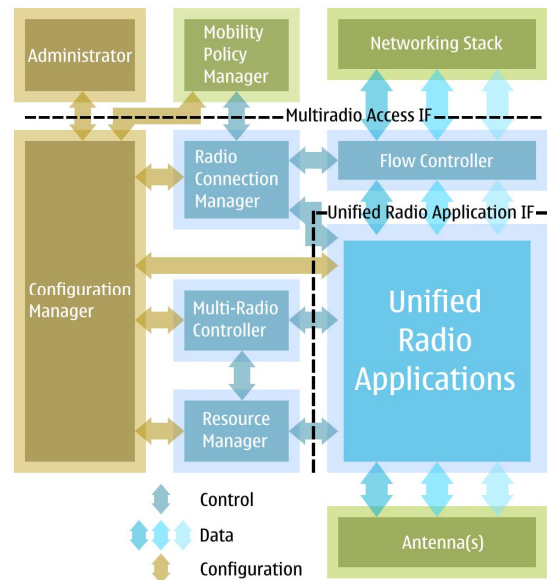 Administrator
Mobility
Policy
Manager
Networking Stack
Multiradio Access IF
Radio
Connection
Manager
Flow Controller
Unified Radio Application IF
Configuration
Manager
Multi-Radio
Controller
Unified
Radio
Applications
Resource
Manager
Control
Data
Configuration
Antenna(s)